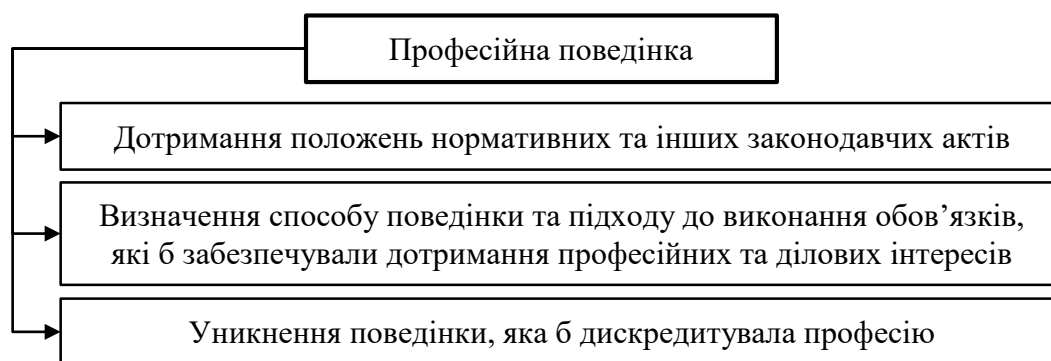 Професійна поведінка
Дотримання положень нормативних та інших законодавчих актів
Визначення способу поведінки та підходу до виконання обов’язків,
які б забезпечували дотримання професійних та ділових інтересів
Уникнення поведінки, яка б дискредитувала професію